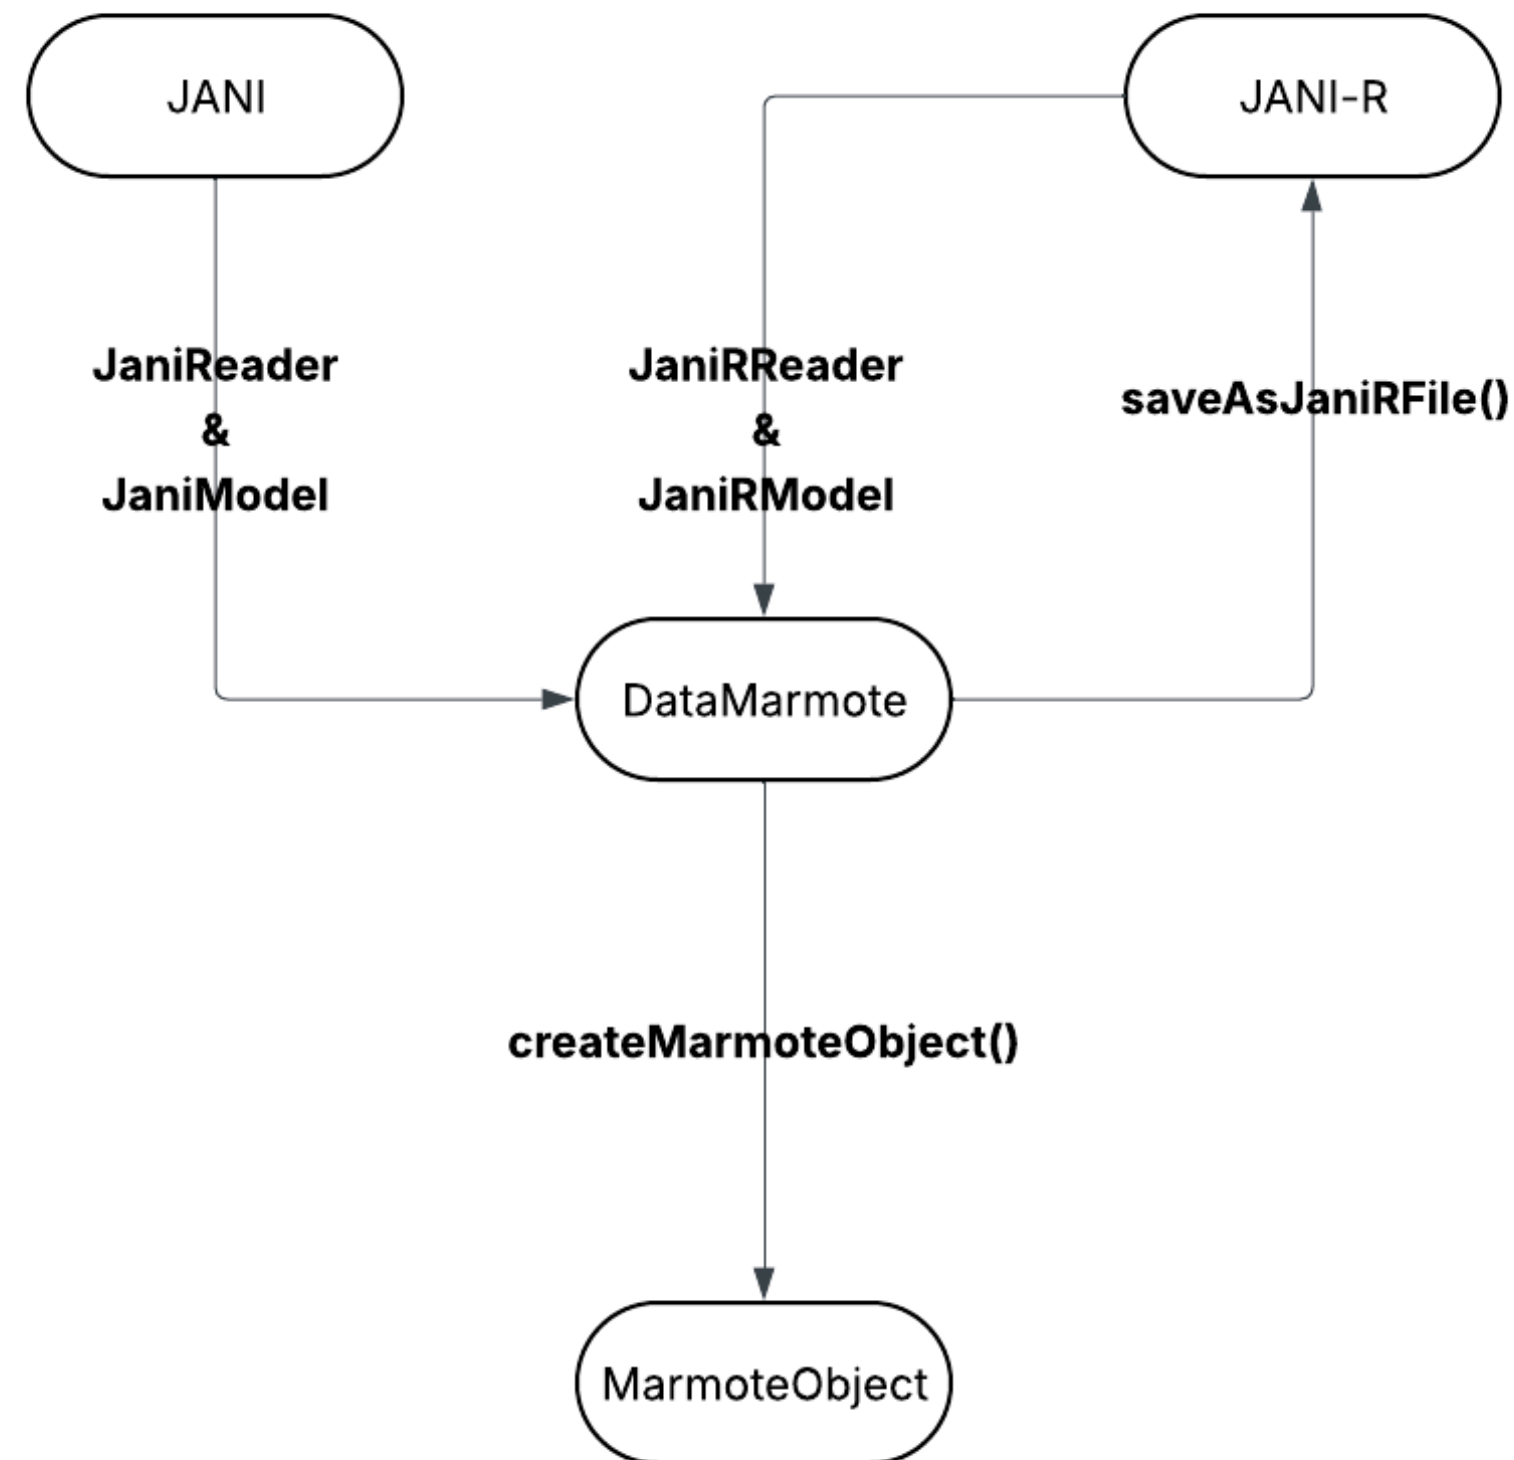 JANI
JANI-R
JaniReader
&
JaniModel
JaniRReader
&
JaniRModel
saveAsJaniRFile()
DataMarmote
createMarmoteObject()
MarmoteObject